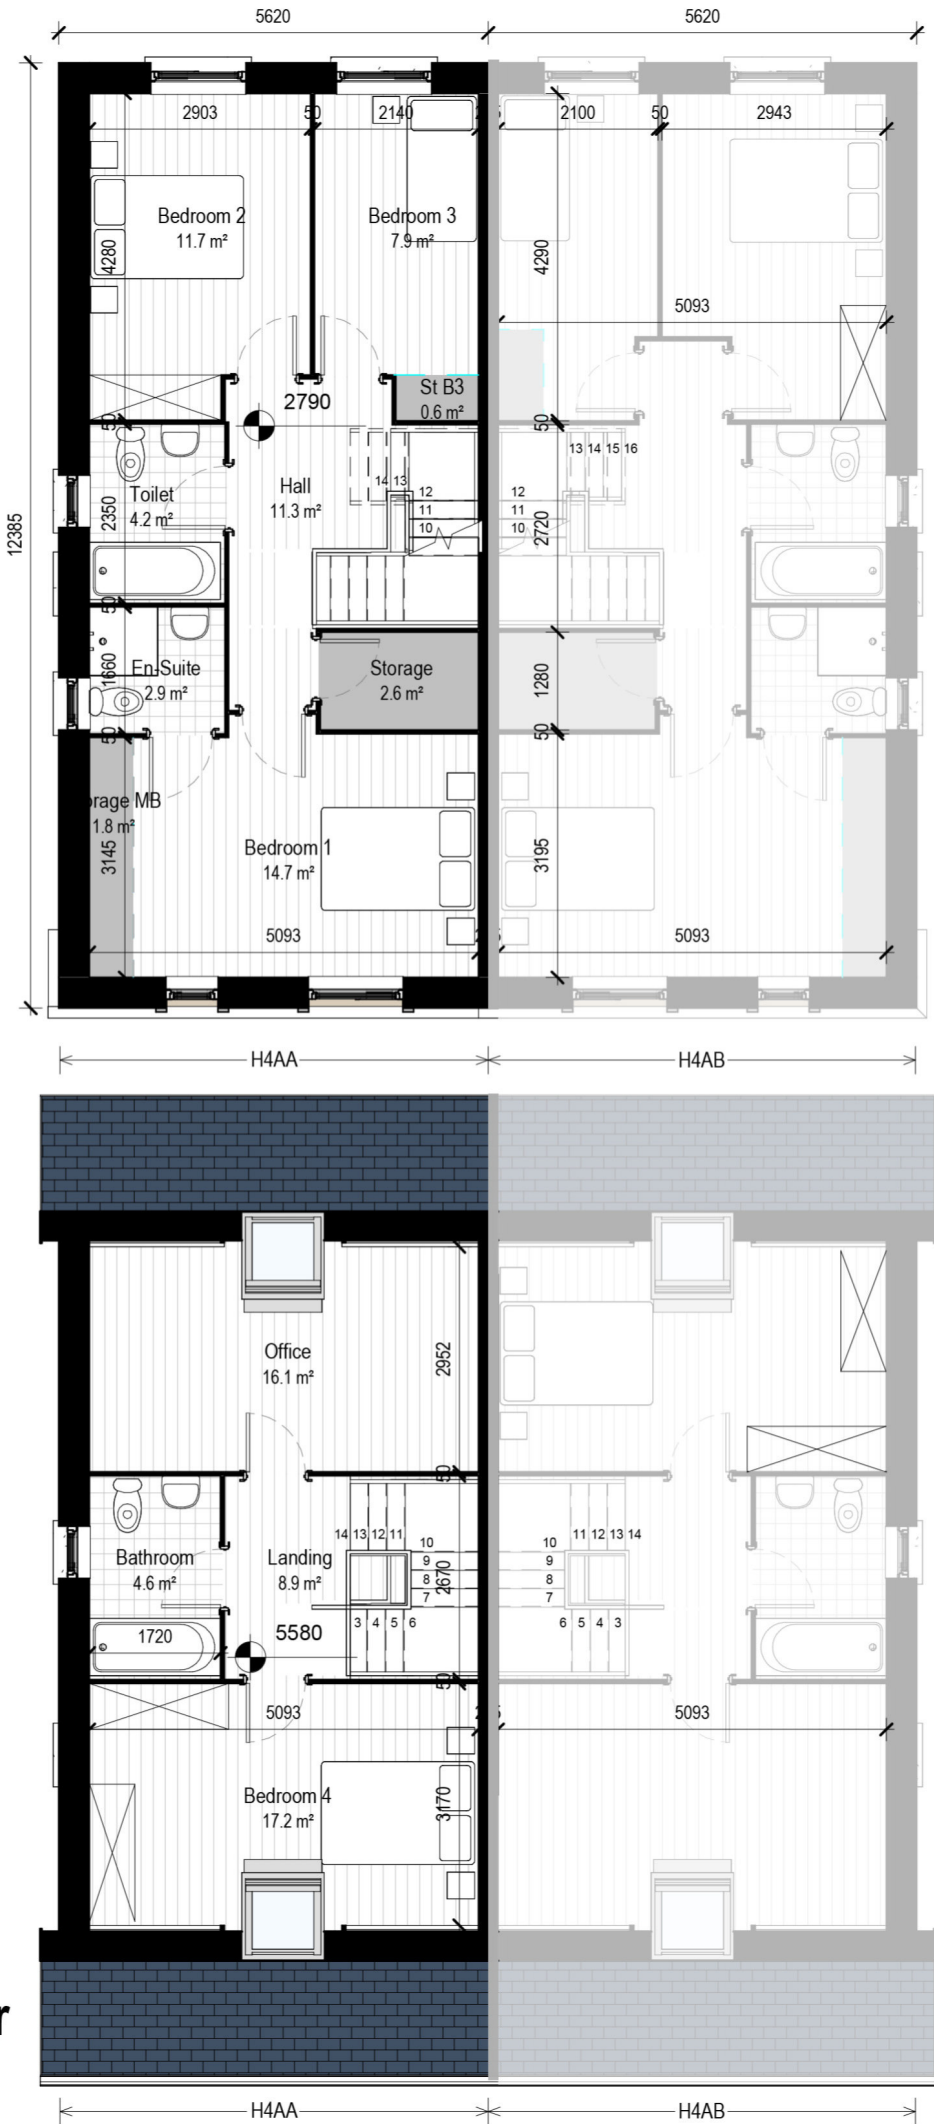 5620 5620
2903 50 2140 2100 50 2943
Bedroom 2
11.7 m²
Bedroom 3
7.9 m²
4280
4290
5093
St B3
0.6 m²
2790
50
50
13 14 15 16
Toilet
4.2 m²
Hall
11.3 m²
14 13
12
11
10
12
11
10
2350
2720
12385
50
En-Suite
2.9 m²
1660
Storage
2.6 m²
1280
50
50
orage MB
1.8 m²
3145
Bedroom 1
14.7 m²
3195
5093
5093
H4AA H4AB
Office
16.1 m²
2952
50
14 13 12 11
10
9
8
7
3 4 5 6
10
9
8
7
11 12 13 14
6 5 4 3
Bathroom
4.6 m²
Landing
8.9 m²
2670
1720
5580
50
5093
5093
Bedroom 4
17.2 m²
3170
r
H4AA H4AB